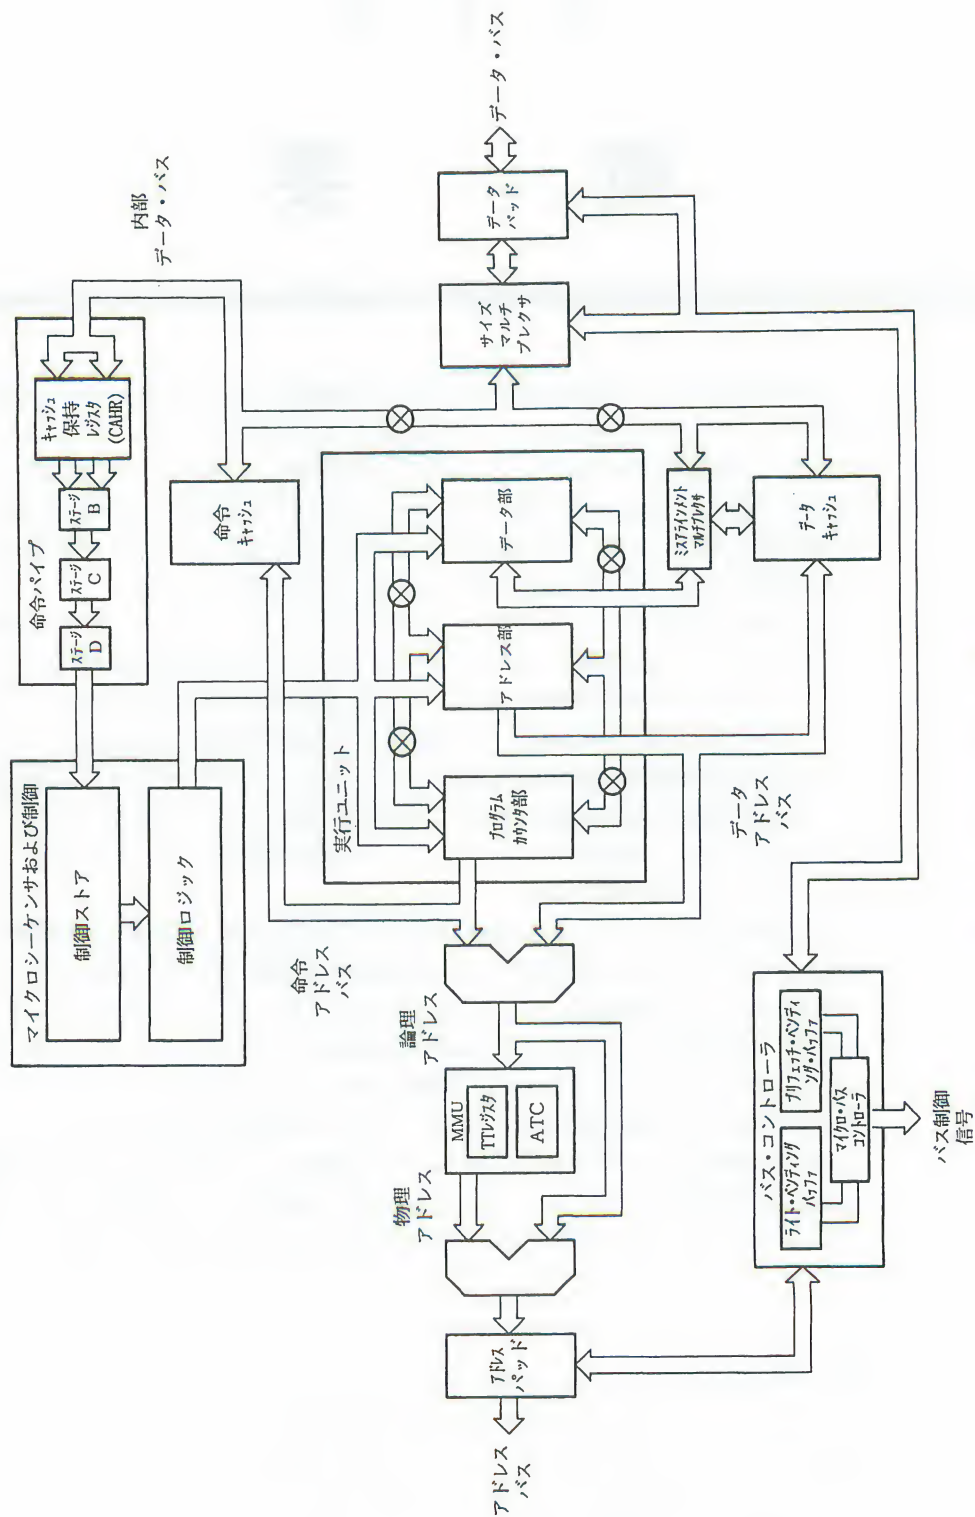 マイクロシーケンサおよび制御
制御ストア
制御ロジック
命令パイプ
ステージ
D
ステージ
C
ステージ
B
キャッシュ
保持
レジスタ
(CAHR)
内部
データ・バス
命令
キャッシュ
命令
アドレス
バス
実行ユニット
プログラム
カウンタ部
アドレス部
データ部
サイズ
マルチ
プレクサ
データ
パッド
データ・バス
ミスアラインメント
マルチプレクサ
データ
キャッシュ
データ
アドレス
バス
論理
アドレス
MMU
TTレジスタ
ATC
物理
アドレス
アドレス
パッド
アドレス
バス
バス・コントローラ
ライト・ペンディング
バッファ
プリフェッチ・ペンディ
ング・バッファ
マイクロ・バス
コントローラ
バス制御
信号